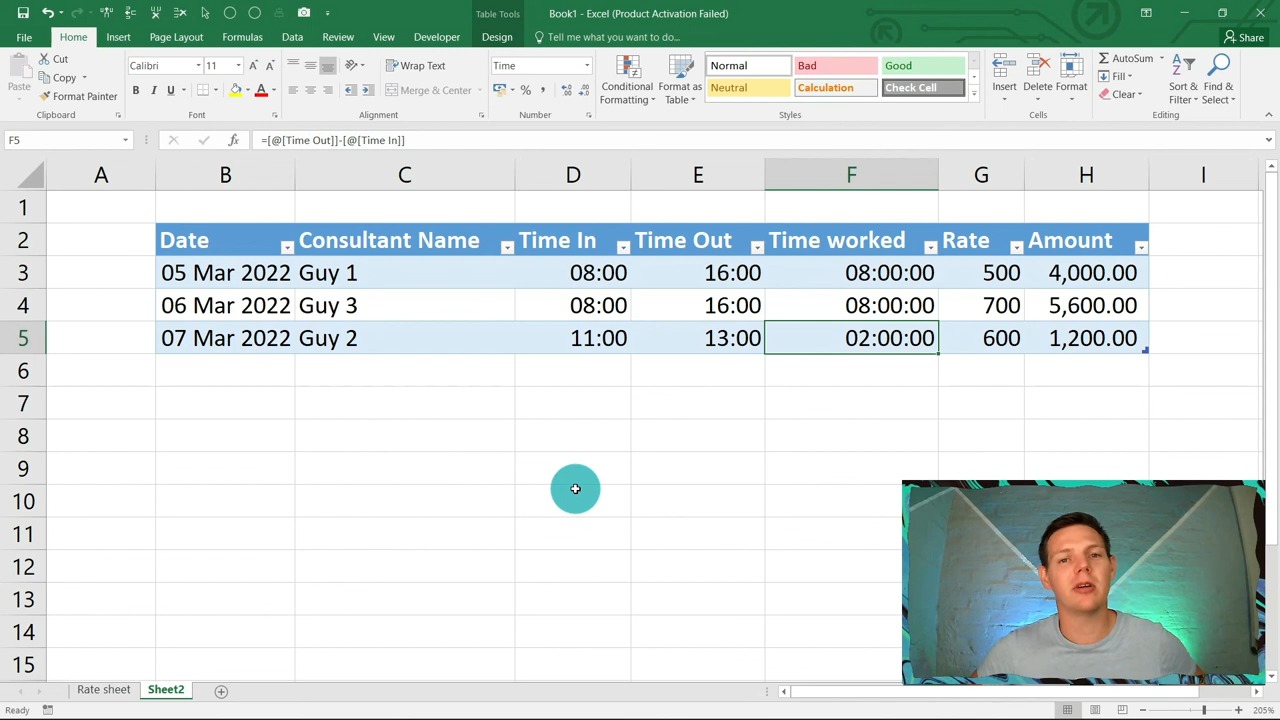 Table Tools
Book1 - Excel (Product Activation Failed)
File Home Insert Page Layout Formulas Data Review View Developer Design Tell me what you want to do... Share
Paste
Cut
Copy
Format Painter
Clipboard
Calibri 11
B I U
Font
Wrap Text
Merge & Center
Alignment
Time
%
Number
Conditional Formatting
Format as Table
Normal Bad Good
Neutral Calculation Check Cell
Styles
Insert Delete Format
Cells
AutoSum
Fill
Clear
Sort & Filter
Find & Select
Editing
F5 fx =[@[Time Out]]-[@[Time In]]
A B C D E F G H I
1
2 Date Consultant Name Time In Time Out Time worked Rate Amount
3 05 Mar 2022 Guy 1 08:00 16:00 08:00:00 500 4,000.00
4 06 Mar 2022 Guy 3 08:00 16:00 08:00:00 700 5,600.00
5 07 Mar 2022 Guy 2 11:00 13:00 02:00:00 600 1,200.00
6
7
8
9
10
11
12
13
14
15
Rate sheet Sheet2
Ready 205%